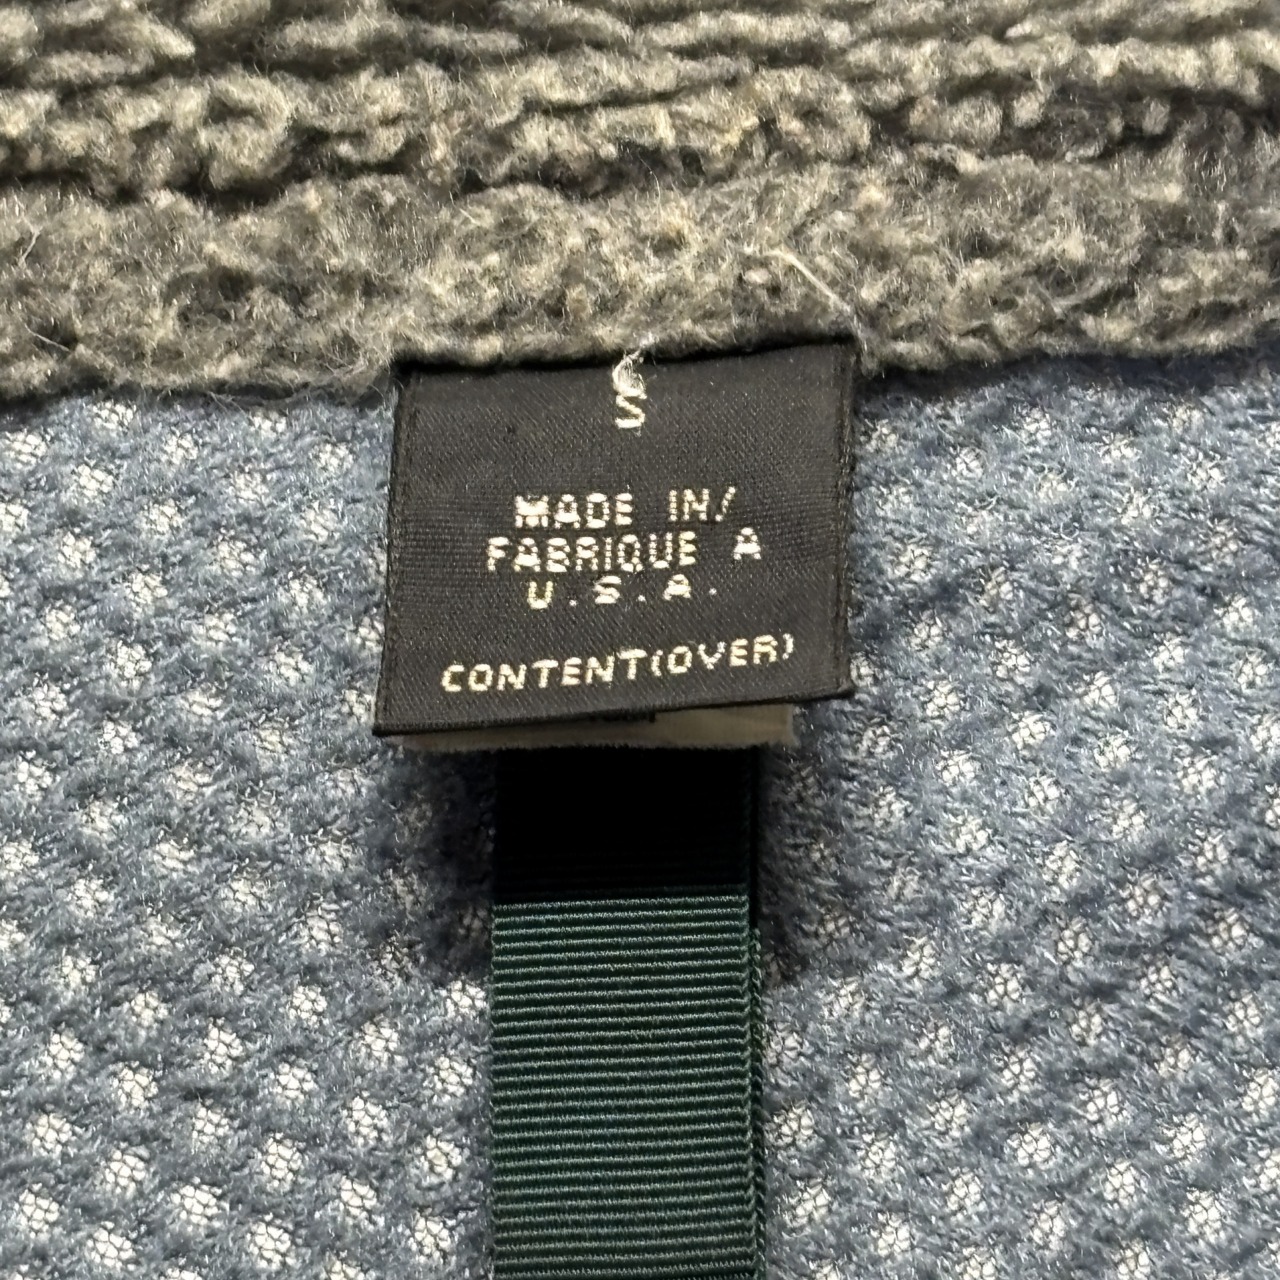 S
MADE IN/
FABRIQUE A
U.S.A.
CONTENT(OVER)